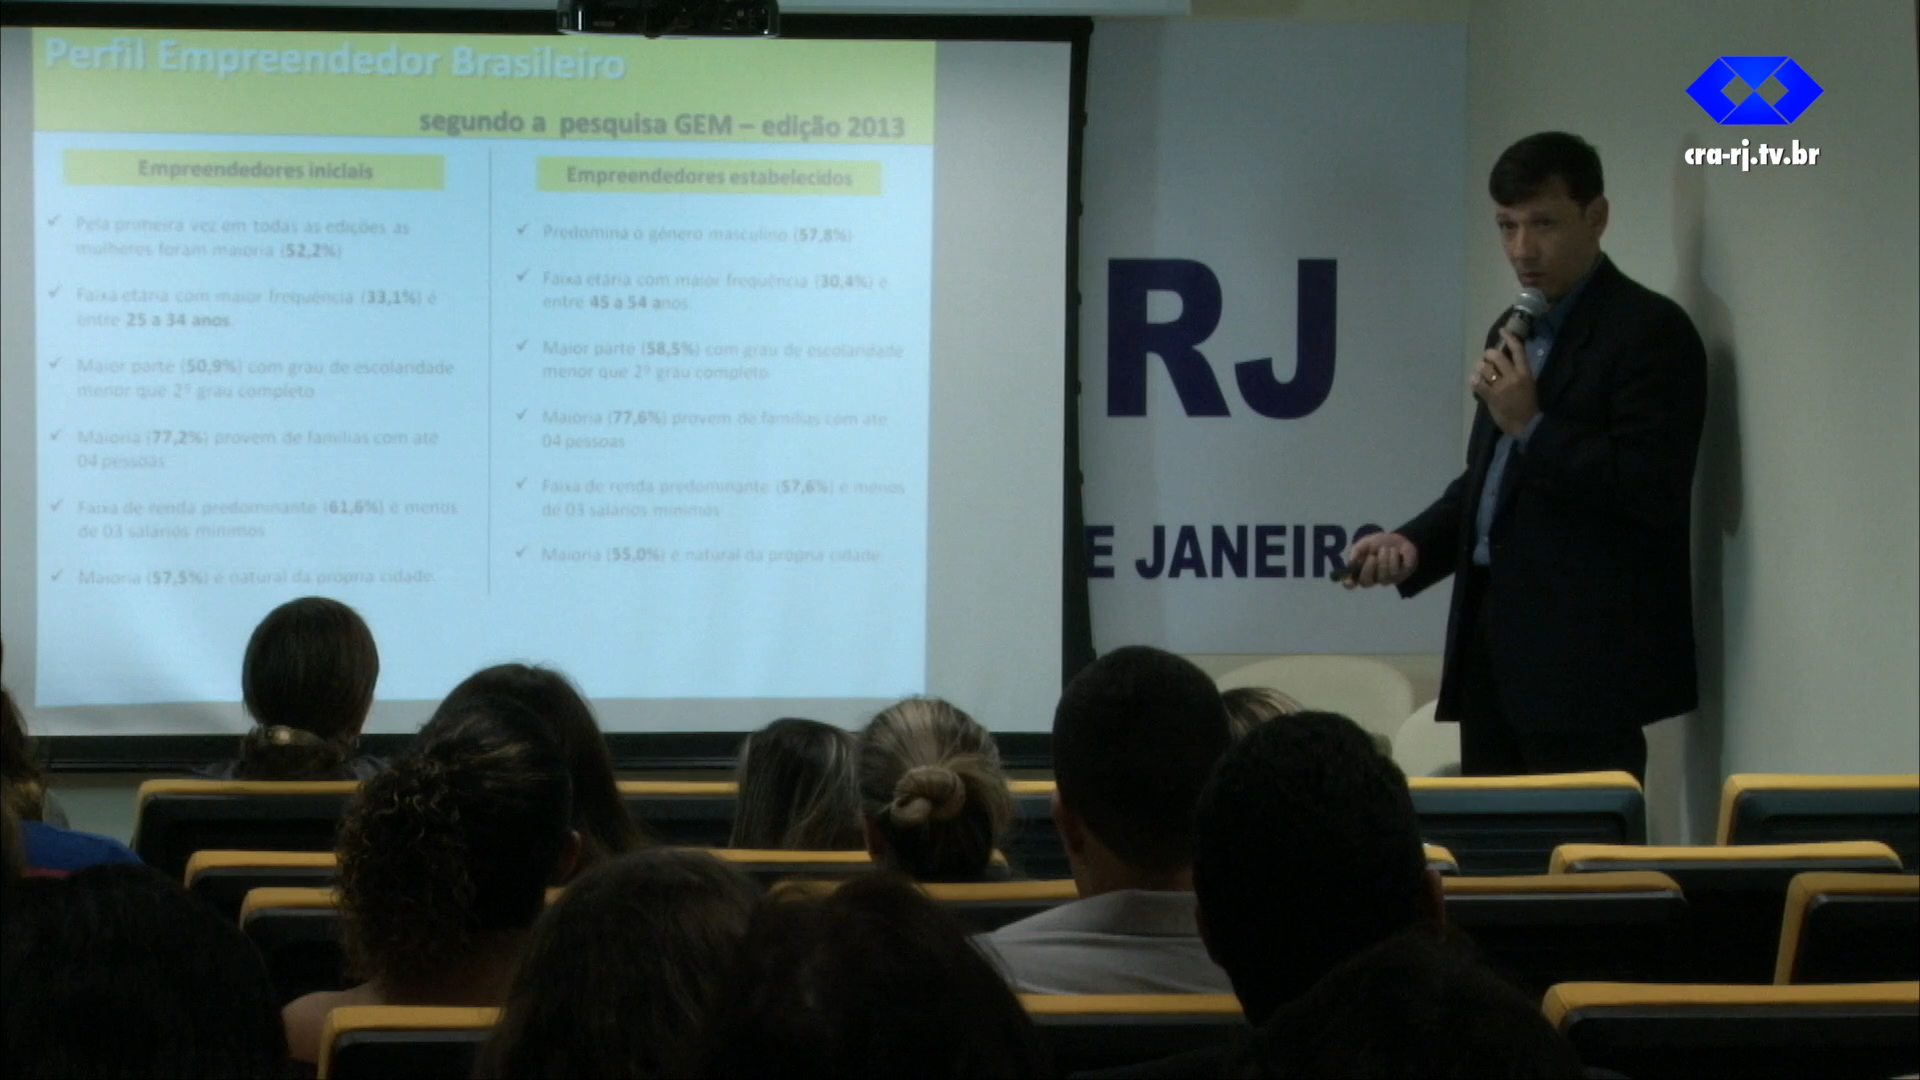 Perfil Empreendedor Brasileiro
segundo a pesquisa GEM – edição 2013
Empreendedores iniciais
✓ Pela primeira vez em todas as edições as
mulheres foram maioria (52,2%)
✓ Faixa etária com maior frequência (33,1%) é
entre 25 a 34 anos.
✓ Maior parte (50,9%) com grau de escolaridade
menor que 2º grau completo
✓ Maioria (77,2%) provem de famílias com até
04 pessoas
✓ Faixa de renda predominante (61,6%) é menos
de 03 salários mínimos
✓ Maioria (57,5%) é natural da própria cidade.
Empreendedores estabelecidos
✓ Predomina o gênero masculino (57,8%)
✓ Faixa etária com maior frequência (30,4%) é
entre 45 a 54 anos.
✓ Maior parte (58,5%) com grau de escolaridade
menor que 2º grau completo
✓ Maioria (77,6%) provem de famílias com até
04 pessoas
✓ Faixa de renda predominante (57,6%) é menos
de 03 salários mínimos
✓ Maioria (55,0%) é natural da própria cidade
RJ
E JANEIRO
cra-rj.tv.br